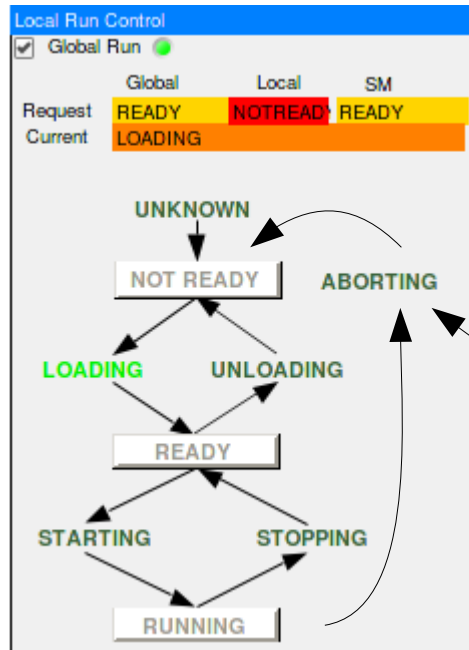 Local Run Control
Global Run
Global Local SM
Request READY NOTREADY READY
Current LOADING
UNKNOWN
NOT READY
ABORTING
LOADING UNLOADING
READY
STARTING STOPPING
RUNNING